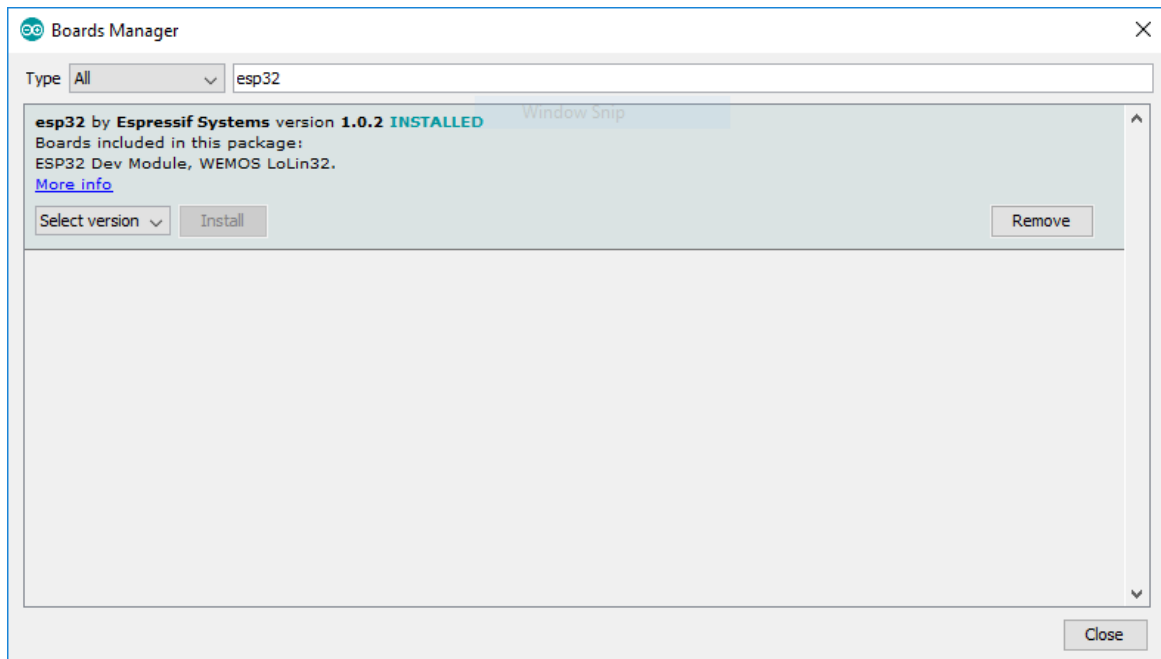 Boards Manager
Type All esp32
Window Snip
esp32 by Espressif Systems version 1.0.2 INSTALLED
Boards included in this package:
ESP32 Dev Module, WEMOS LoLin32.
More info
Select version Install Remove
Close